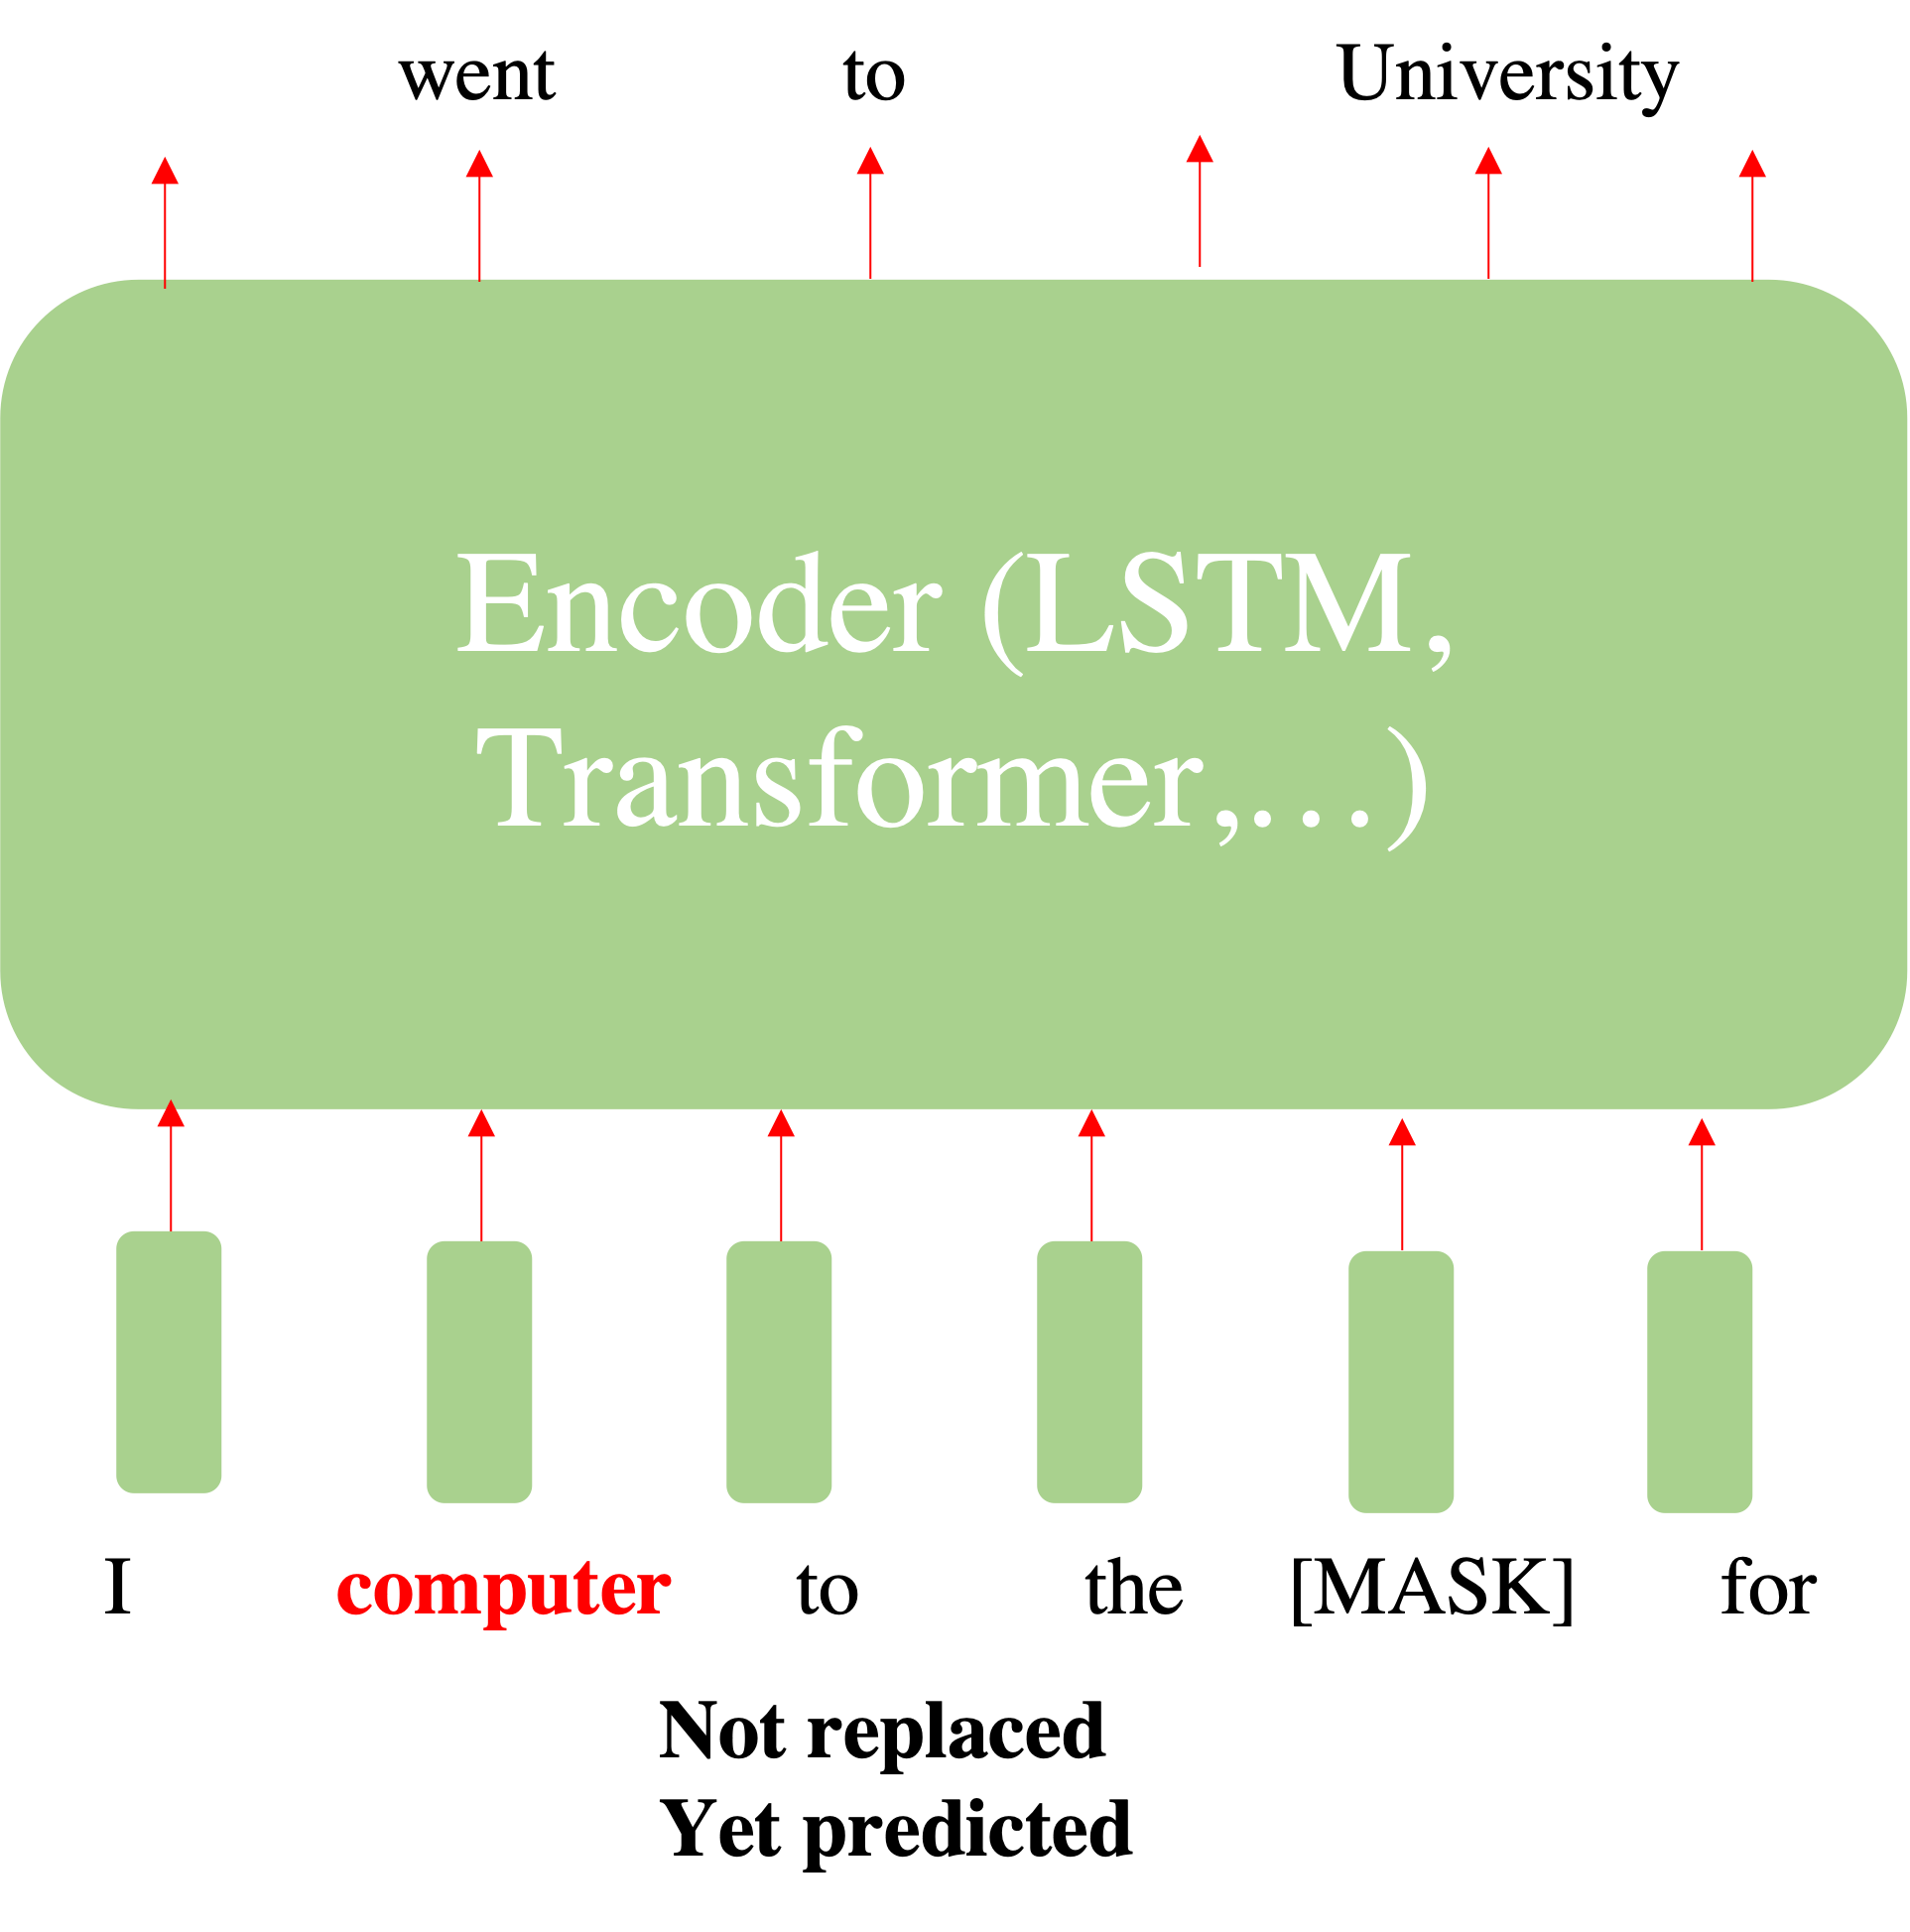 went to University
Encoder (LSTM,
Transformer,...)
I computer to the [MASK] for
Not replaced
Yet predicted